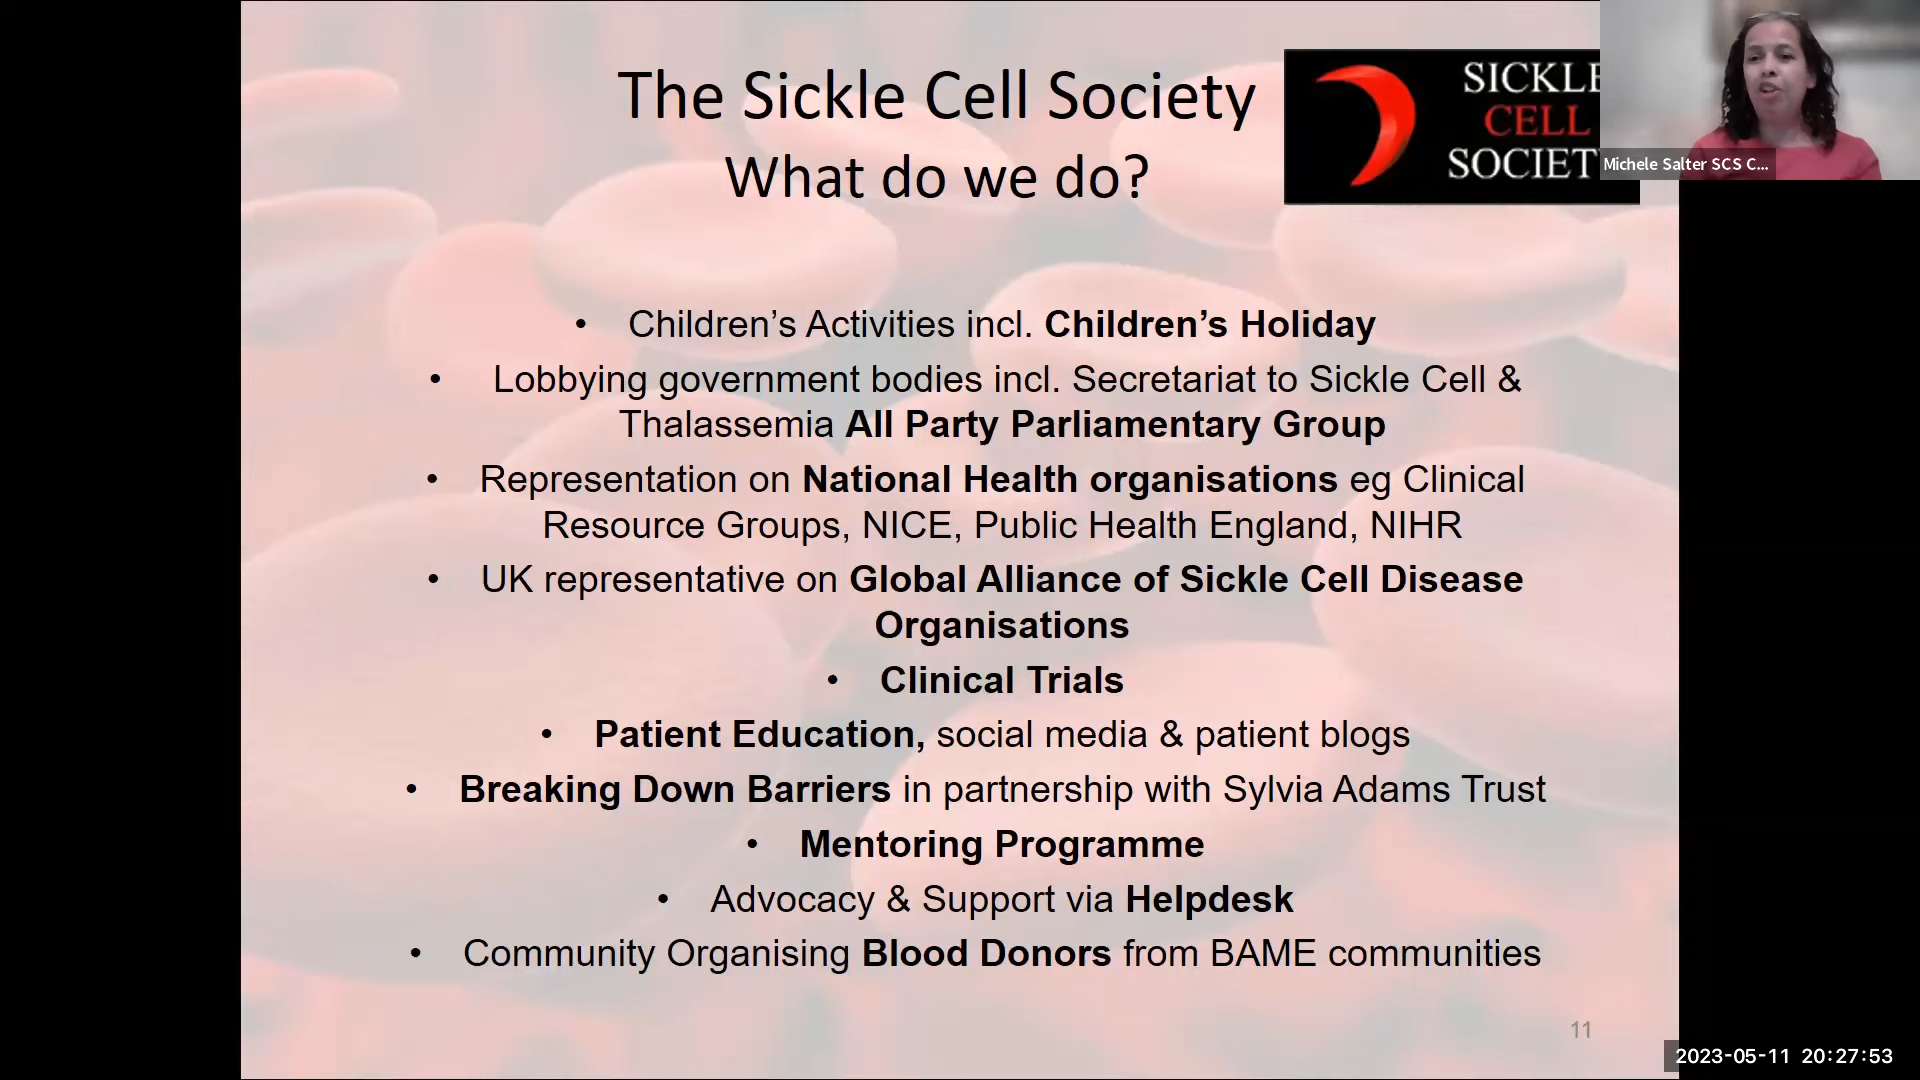 The Sickle Cell Society
What do we do?
SICKLE
CELL
SOCIET
Michele Salter SCS C...
• Children’s Activities incl. Children’s Holiday
• Lobbying government bodies incl. Secretariat to Sickle Cell &
Thalassemia All Party Parliamentary Group
• Representation on National Health organisations eg Clinical
Resource Groups, NICE, Public Health England, NIHR
• UK representative on Global Alliance of Sickle Cell Disease
Organisations
• Clinical Trials
• Patient Education, social media & patient blogs
• Breaking Down Barriers in partnership with Sylvia Adams Trust
• Mentoring Programme
• Advocacy & Support via Helpdesk
• Community Organising Blood Donors from BAME communities
11
2023-05-11 20:27:53